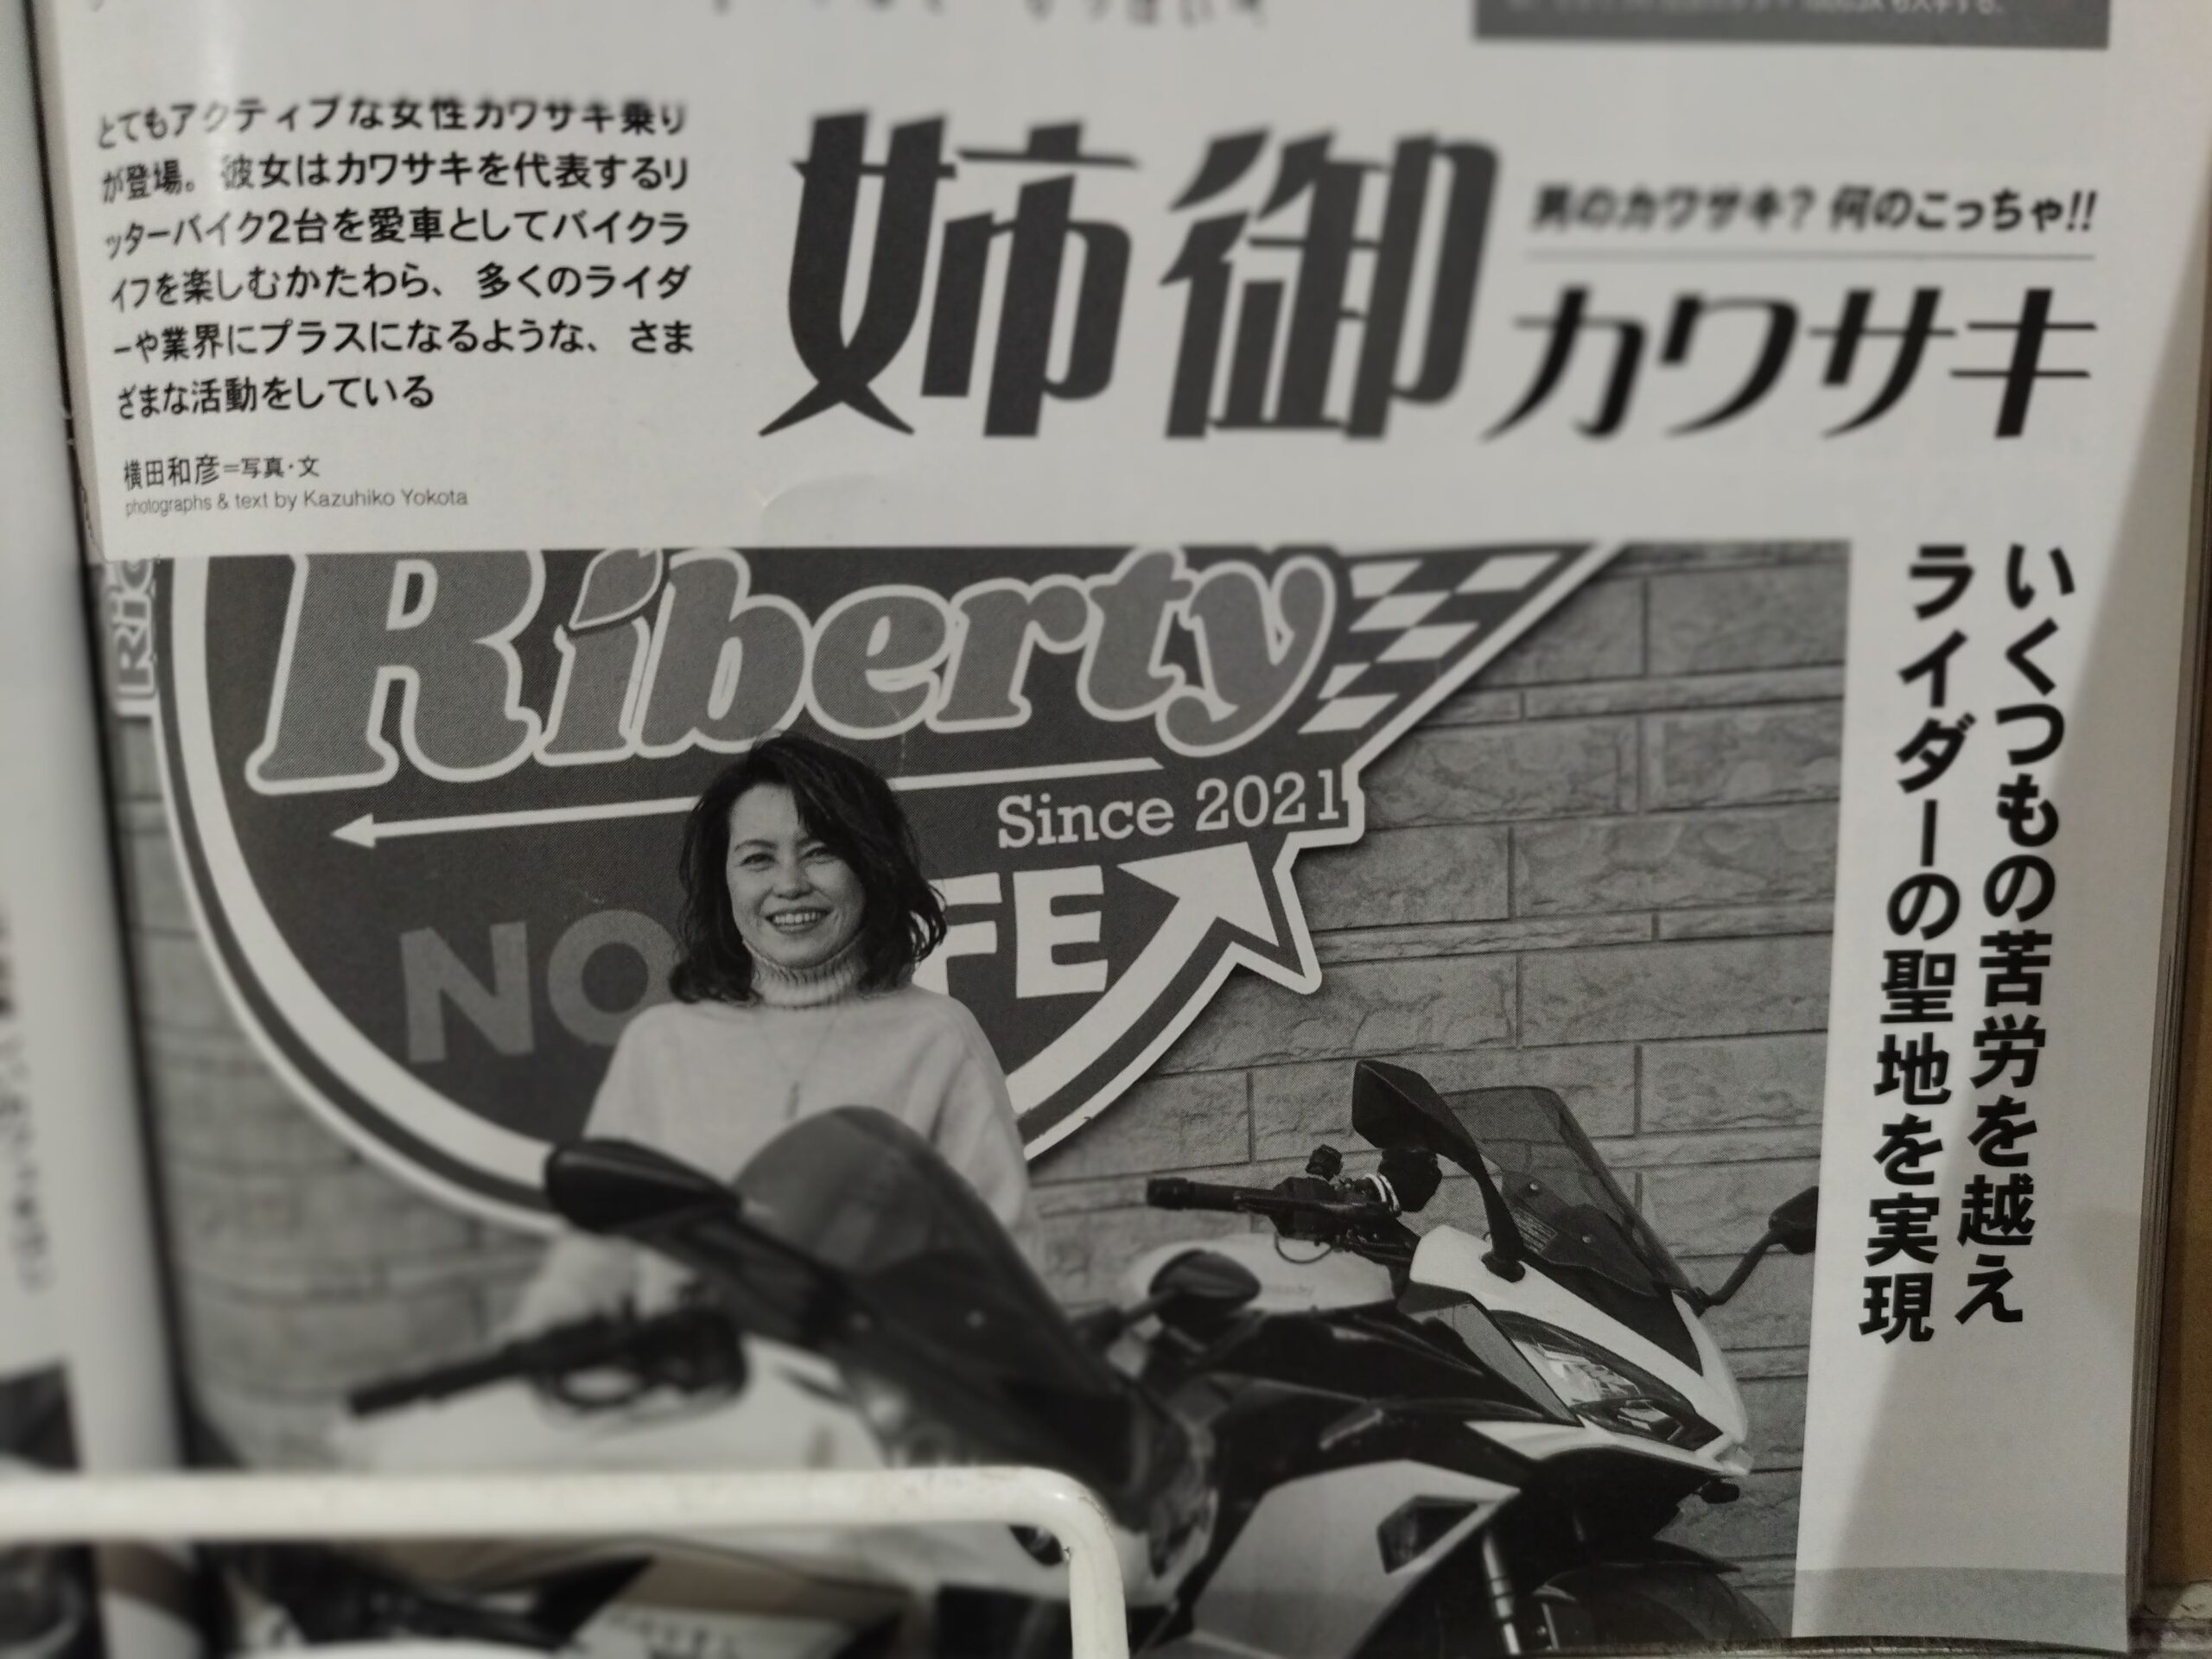 とてもアクティブな女性カワサキ乗り
が登場。彼女はカワサキを代表するリ
ッターバイク2台を愛車としてバイクラ
イフを楽しむかたわら、多くのライダ
ーや業界にプラスになるような、さま
ざまな活動をしている
横田和彦=写真・文
photographs & text by Kazuhiko Yokota
男のカワサキ? 何のこっちゃ!!
姉御カワサキ
いくつもの苦労を越え
ライダーの聖地を実現
Riberty
Since 2021
NO
FE